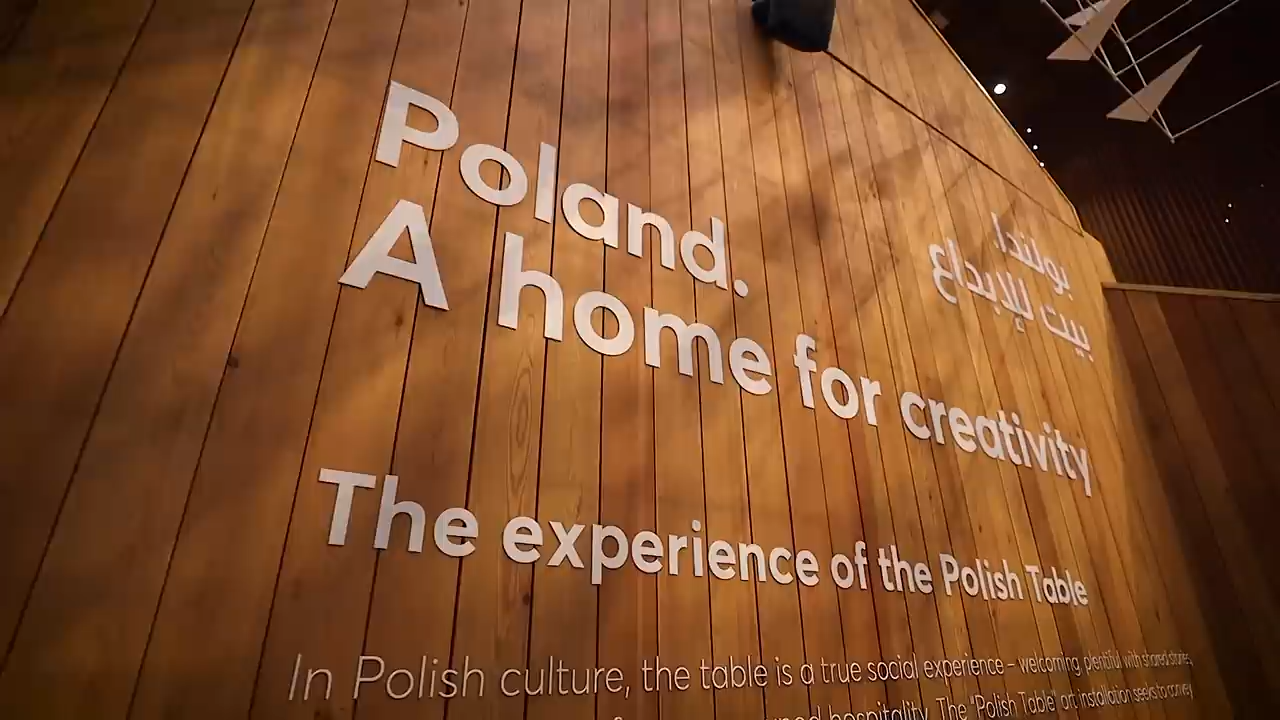 Poland.
A home for creativity
بولندا.
بيت للإبداع
The experience of the Polish Table
In Polish culture, the table is a true social experience – welcoming, plentiful with shared stories,
hospitality. The "Polish Table" art installation seeks to convey